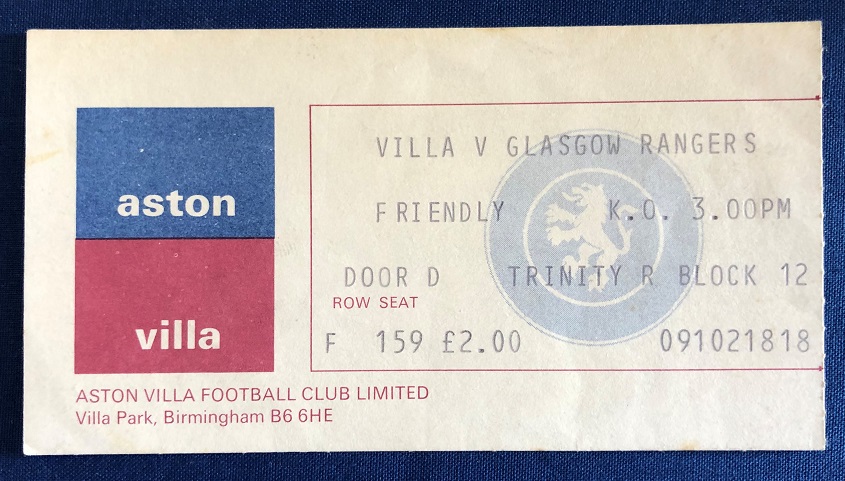 aston
villa
VILLA V GLASGOW RANGERS
FRIENDLY K.O. 3.00PM
DOOR D TRINITY R BLOCK 12
ROW SEAT
F 159 £2.00 091021818
ASTON VILLA FOOTBALL CLUB LIMITED
Villa Park, Birmingham B6 6HE